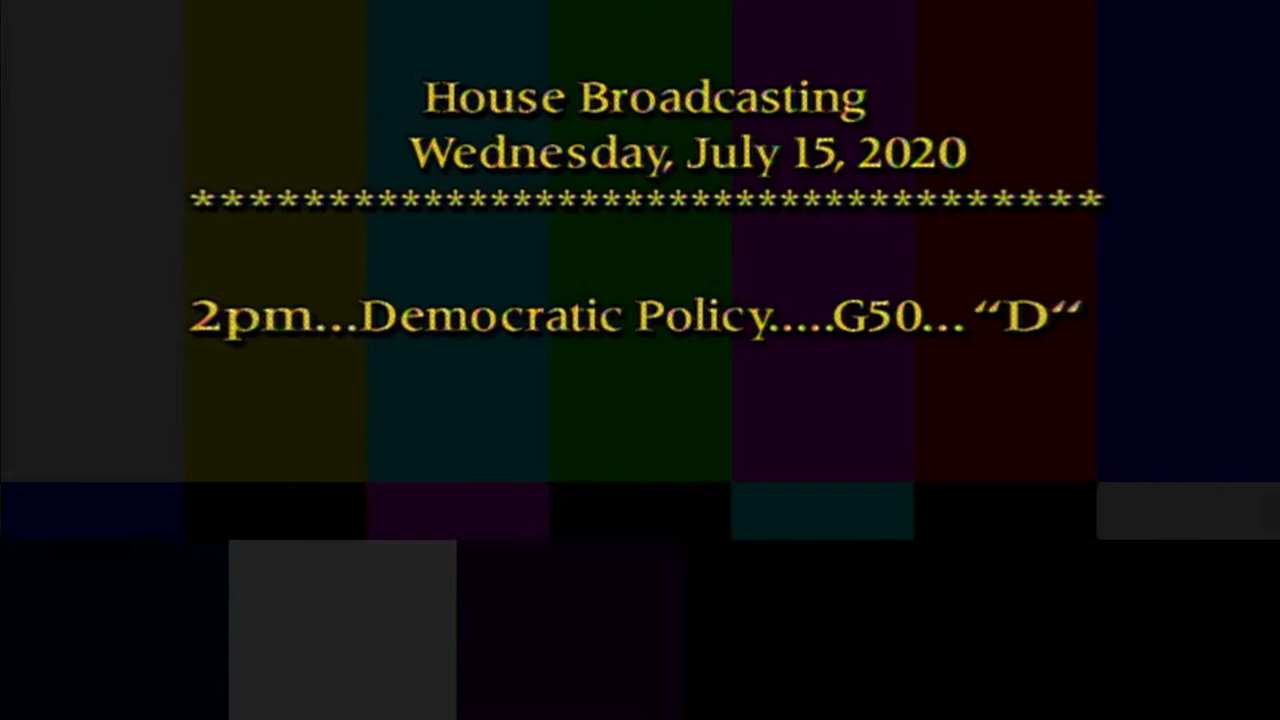 House Broadcasting
Wednesday, July 15, 2020
***********************************
2pm...Democratic Policy.....G50... “D“